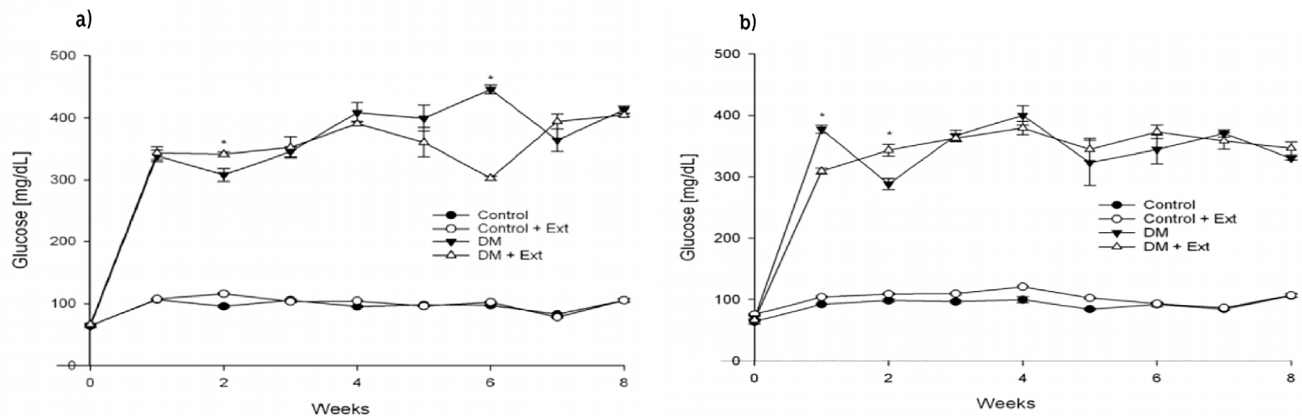 a)
500
400
300
200
100
0
Glucose [mg/dL]
*
*
Control
Control + Ext
DM
DM + Ext
0 2 4 6 8
Weeks
b)
500
400
300
200
100
0
Glucose [mg/dL]
*
*
Control
Control + Ext
DM
DM + Ext
0 2 4 6 8
Weeks